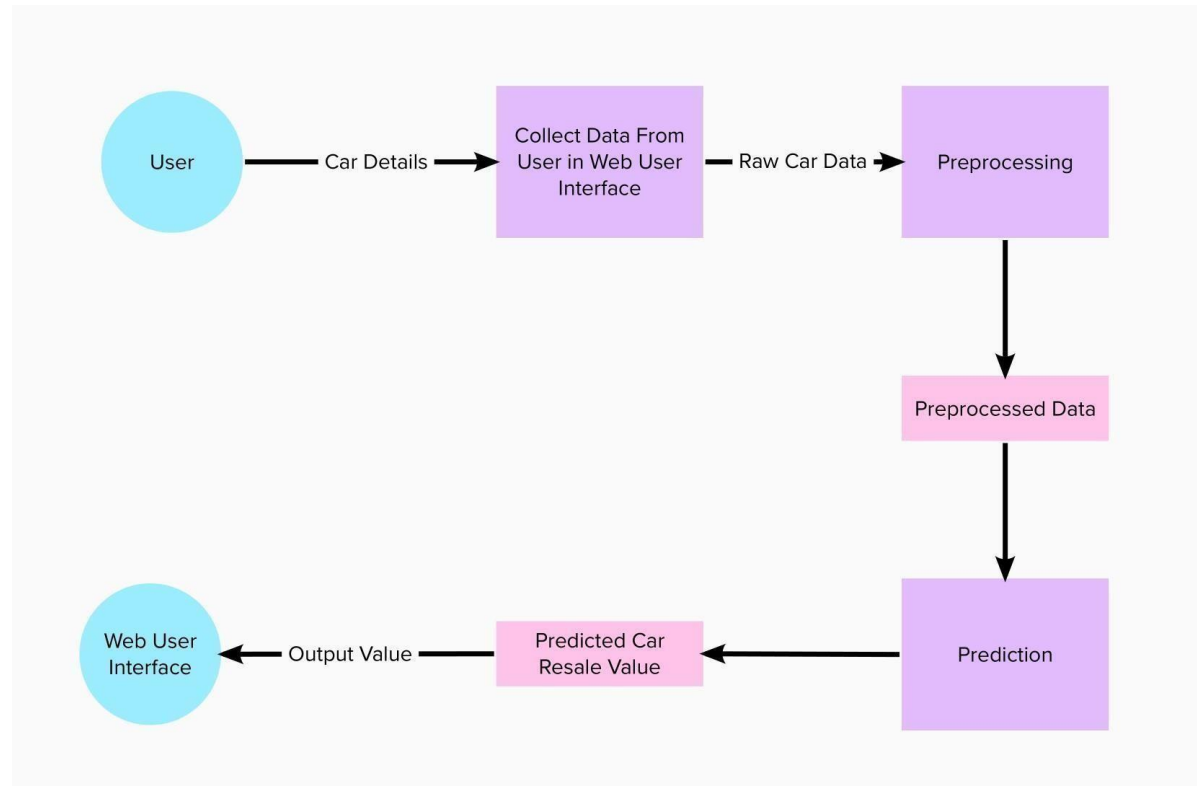 User
Car Details
Collect Data From
User in Web User
Interface
Raw Car Data
Preprocessing
Preprocessed Data
Prediction
Predicted Car
Resale Value
Output Value
Web User
Interface